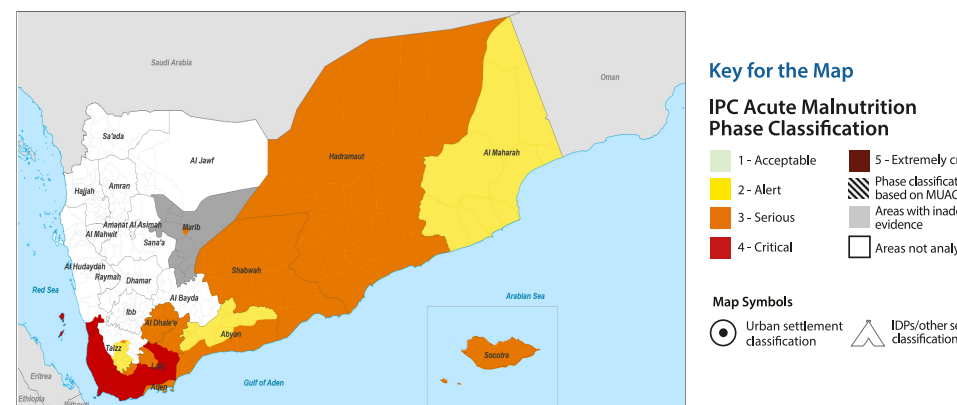 Saudi Arabia
Oman
Sa'ada
Al Jawf
Hadramaut
Al Maharah
Hajjah
Amran
Amanat Al Asimah
Marib
Al Mahwit
Sana'a
Al Hudaydah
Raymah
Dhamar
Shabwah
Red Sea
Al Bayda
Arabian Sea
Ibb
Al Dhale'e
Abyan
Taizz
Socotra
Aden
Eritrea
Gulf of Aden
Ethiopia
Key for the Map
IPC Acute Malnutrition
Phase Classification
1 - Acceptable
2 - Alert
3 - Serious
4 - Critical
5 - Extremely c
Phase classificat
based on MUAC
Areas with inade
evidence
Areas not analy
Map Symbols
Urban settlement
classification
IDPs/other se
classification